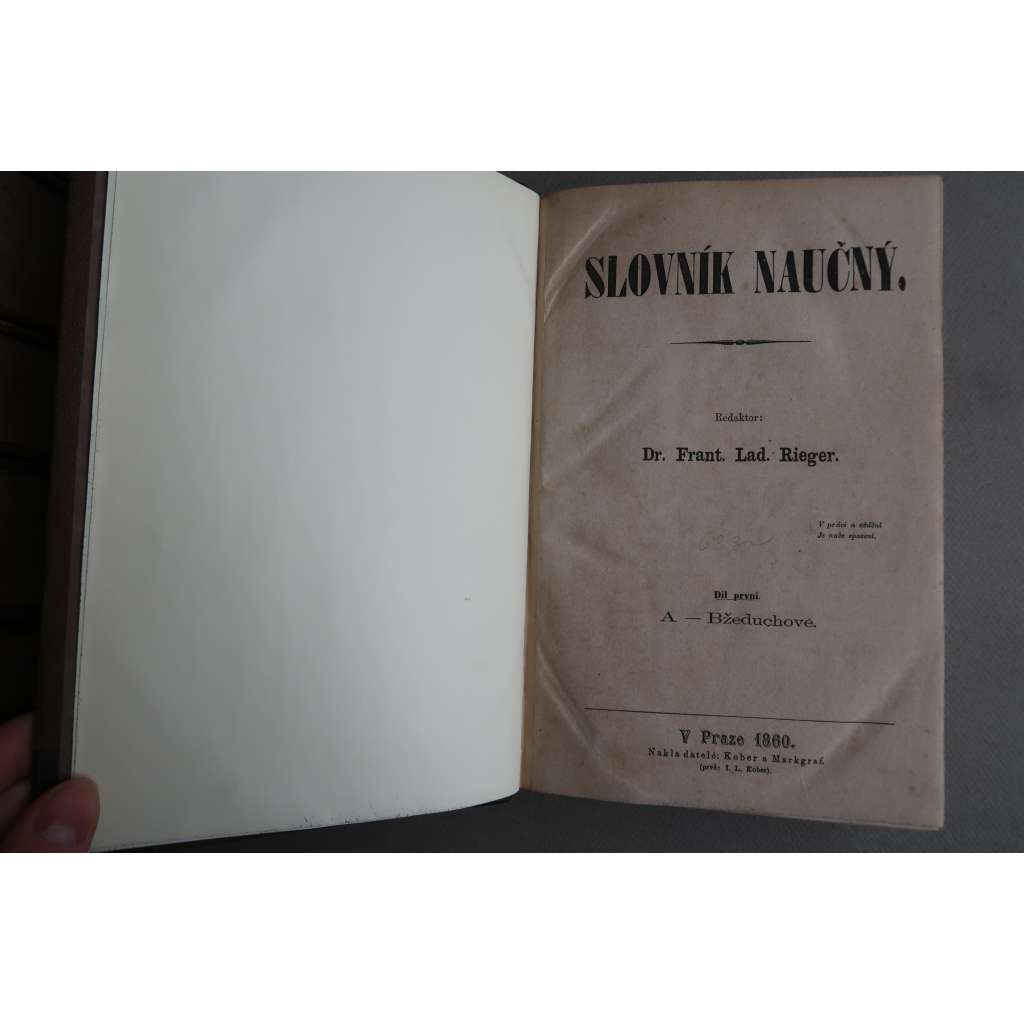 SLOVNÍK NAUČNÝ.
Redaktor:
Dr. Frant. Lad. Rieger.
V práci a vědění
Je naše spasení.
Díl první.
A — Bžeduchové.
V Praze 1860.
Nakladatelé: Kober a Markgraf.
(prvé: I. L. Kober).